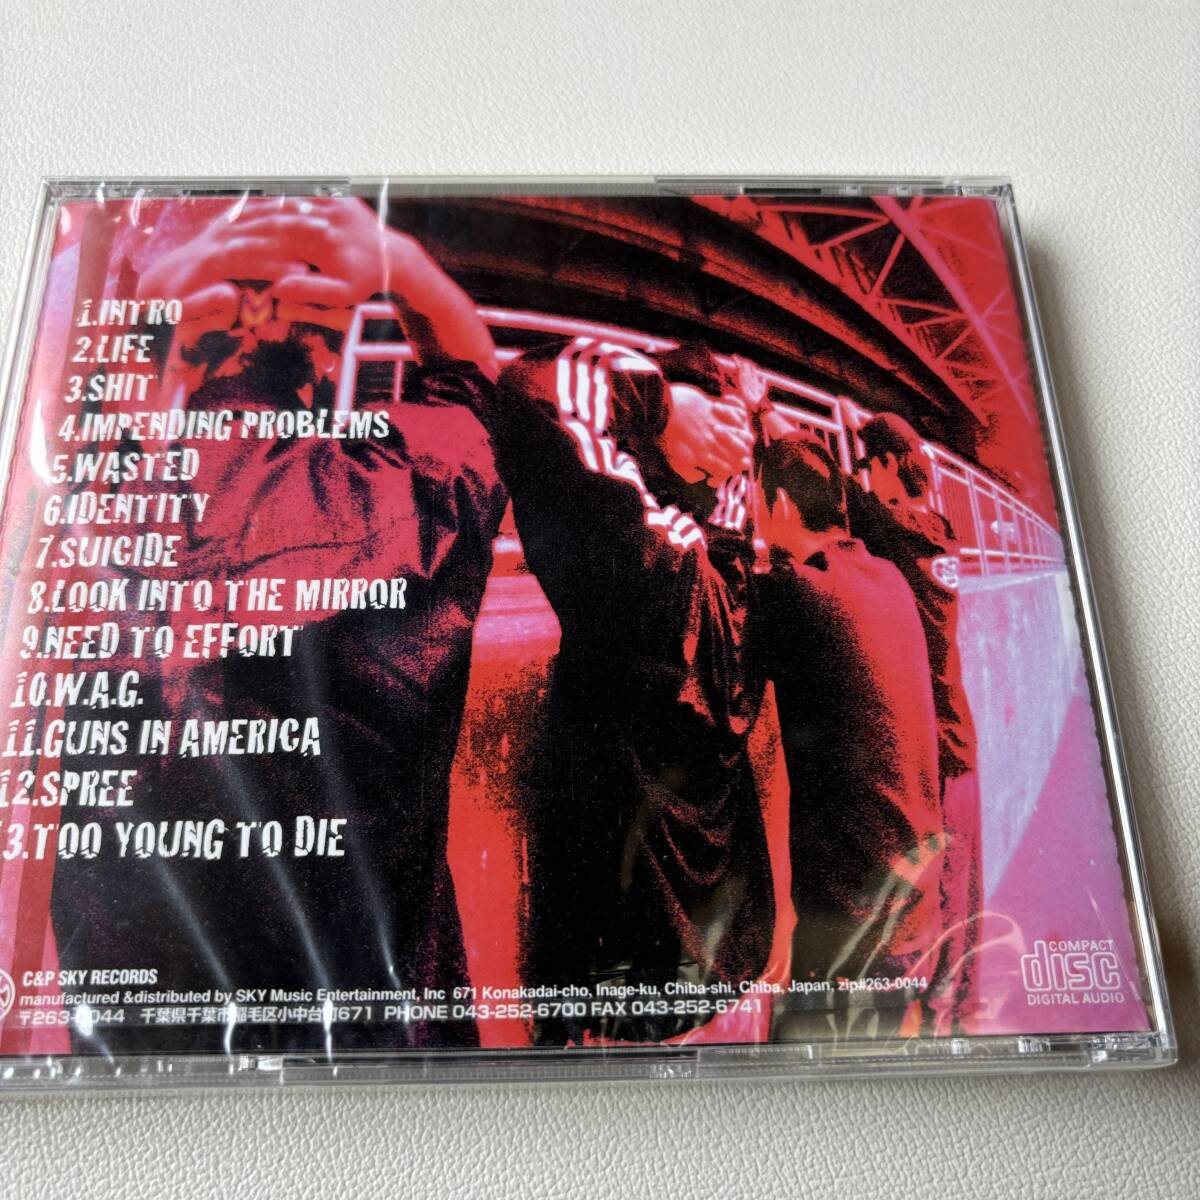 1.INTRO
2.LIFE
3.SHIT
4.IMPENDING PROBLEMS
5.WASTED
6.IDENTITY
7.SUICIDE
8.LOOK INTO THE MIRROR
9.NEED TO EFFORT
10.W.A.G.
11.GUNS IN AMERICA
12.SPREE
13.TOO YOUNG TO DIE
C&P SKY RECORDS
manufactured &distributed by SKY Music Entertainment, Inc 671 Konakadai-cho, Inage-ku, Chiba-shi, Chiba, Japan, zip#263-0044
〒263-0044 千葉県千葉市稲毛区小中台町671 PHONE 043-252-6700 FAX 043-252-6741
COMPACT
disc
DIGITAL AUDIO